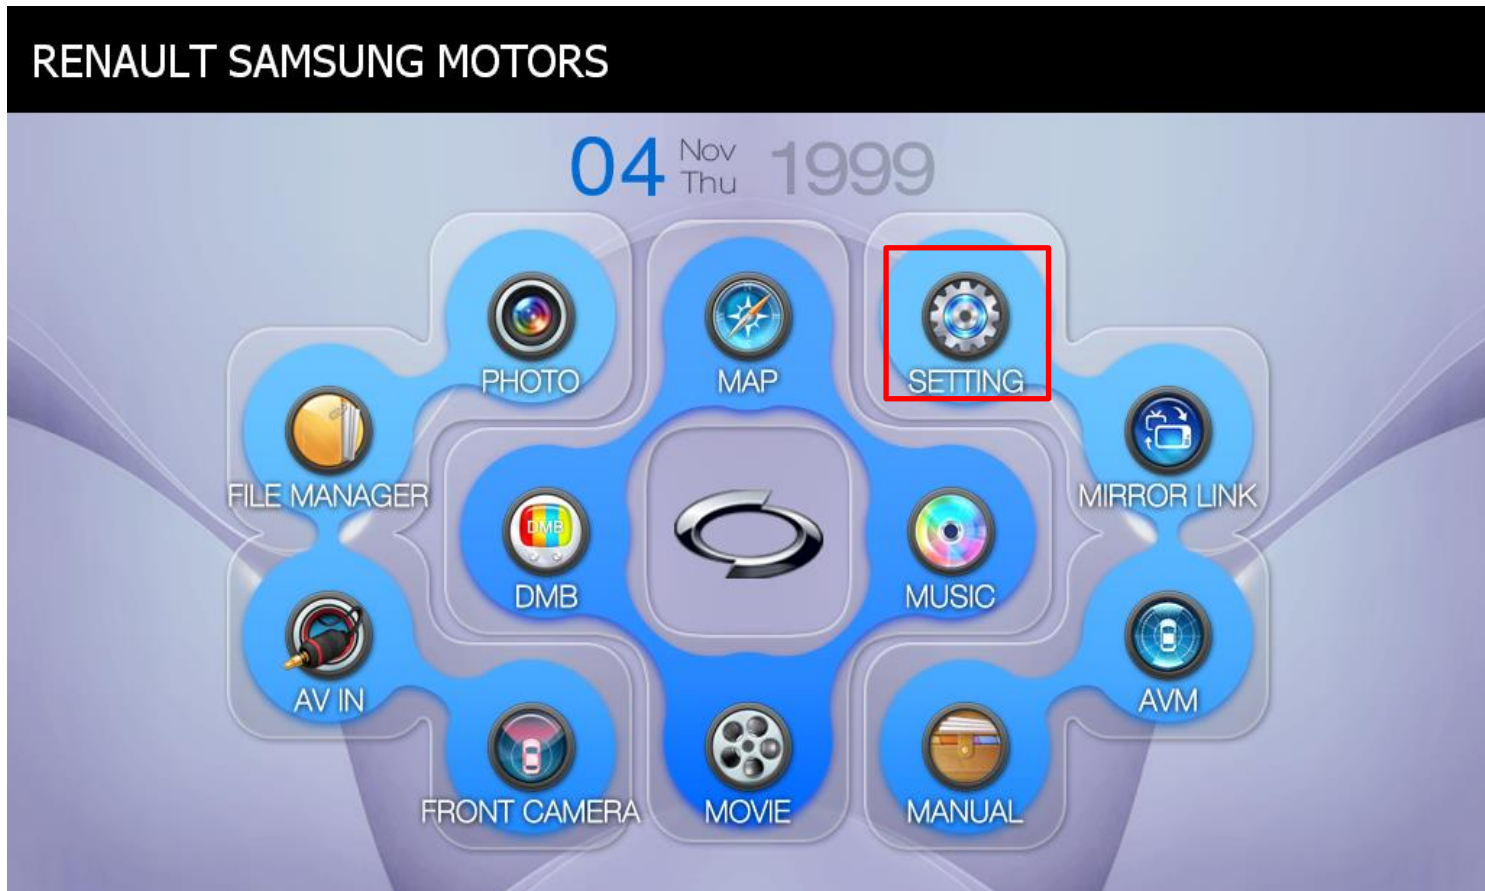 RENAULT SAMSUNG MOTORS
04 Nov Thu 1999
PHOTO
MAP
SETTING
FILE MANAGER
MIRROR LINK
DMB
DMB
MUSIC
AV IN
AVM
FRONT CAMERA
MOVIE
MANUAL